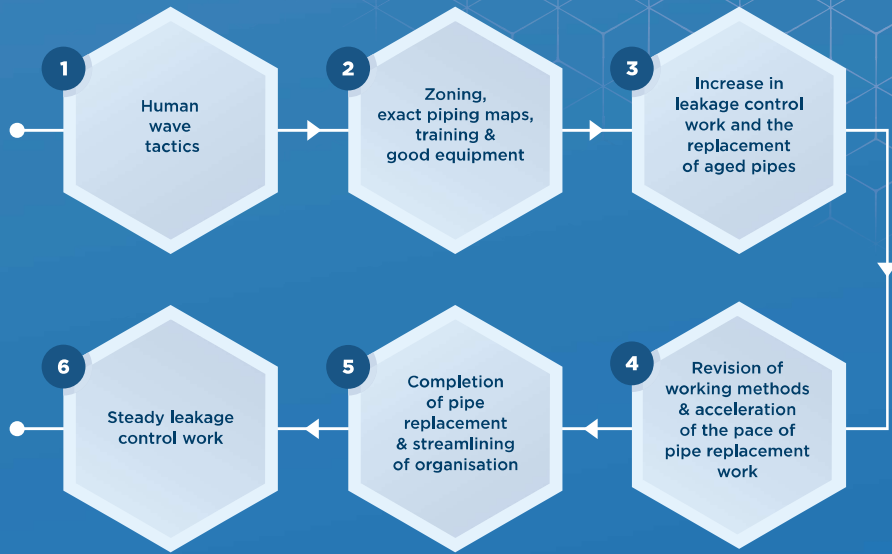 1
Human
wave
tactics
2
Zoning,
exact piping maps,
training &
good equipment
3
Increase in
leakage control
work and the
replacement
of aged pipes
4
Revision of
working methods
& acceleration
of the pace of
pipe replacement
work
5
Completion
of pipe
replacement
& streamlining
of organisation
6
Steady leakage
control work